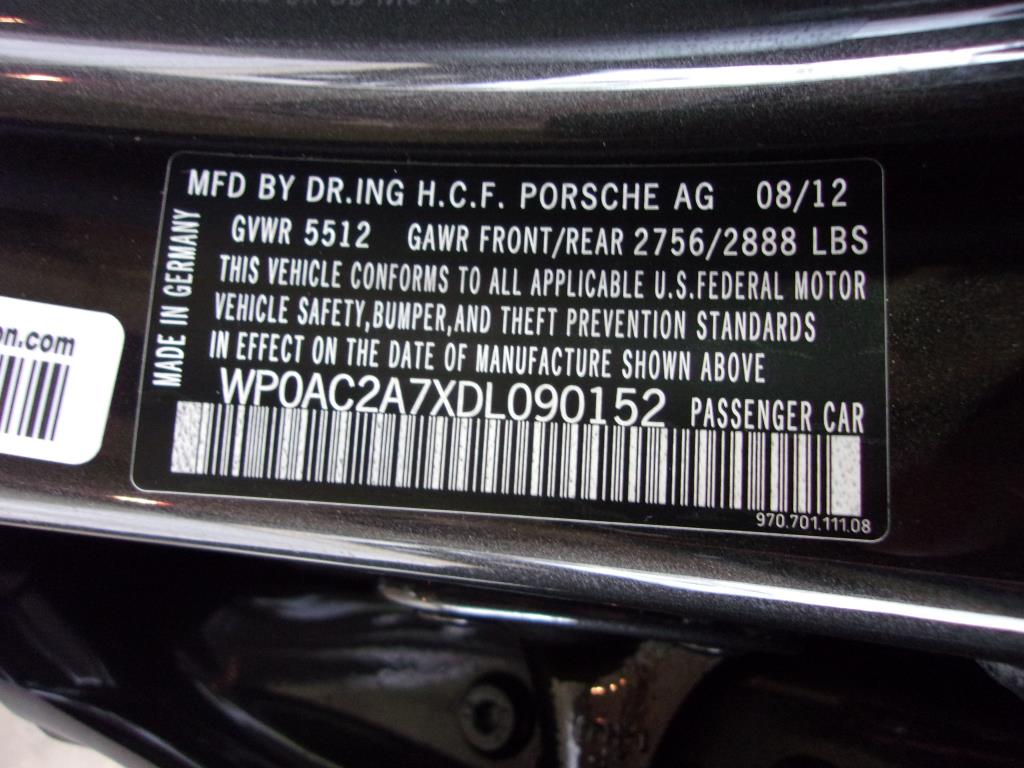 MFD BY DR.ING H.C.F. PORSCHE AG 08/12
GVWR 5512 GAWR FRONT/REAR 2756/2888 LBS
THIS VEHICLE CONFORMS TO ALL APPLICABLE U.S.FEDERAL MOTOR
VEHICLE SAFETY,BUMPER,AND THEFT PREVENTION STANDARDS
IN EFFECT ON THE DATE OF MANUFACTURE SHOWN ABOVE
WP0AC2A7XDL090152 PASSENGER CAR
970.701.111.08
MADE IN GERMANY
on.com